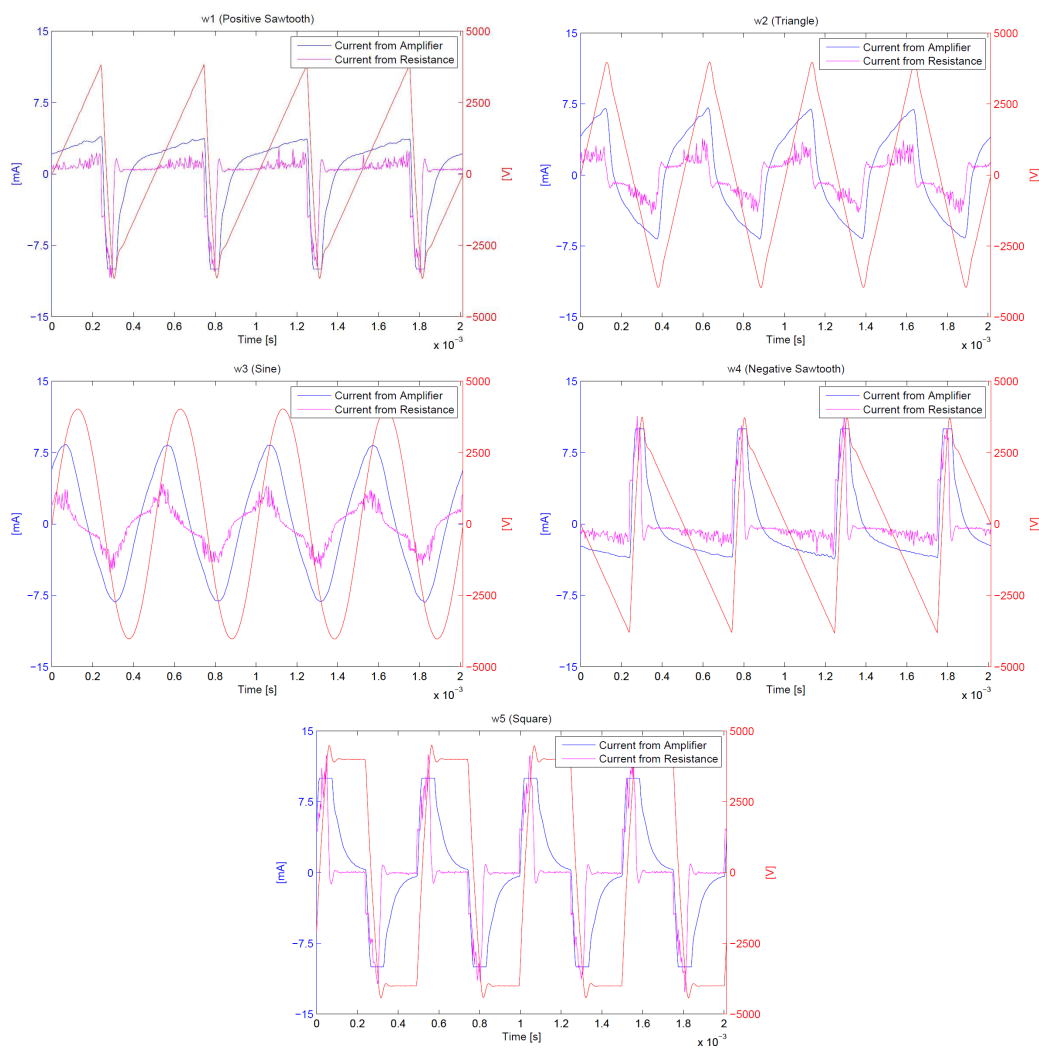 w1 (Positive Sawtooth)
15
7.5
0
−7.5
−15
[mA]
5000
2500
0
−2500
−5000
[V]
Current from Amplifier
Current from Resistance
0 0.2 0.4 0.6 0.8 1 1.2 1.4 1.6 1.8 2
Time [s]
x 10⁻³
w2 (Triangle)
15
7.5
0
−7.5
−15
[mA]
5000
2500
0
−2500
−5000
[V]
Current from Amplifier
Current from Resistance
0 0.2 0.4 0.6 0.8 1 1.2 1.4 1.6 1.8 2
Time [s]
x 10⁻³
w3 (Sine)
15
7.5
0
−7.5
−15
[mA]
5000
2500
0
−2500
−5000
[V]
Current from Amplifier
Current from Resistance
0 0.2 0.4 0.6 0.8 1 1.2 1.4 1.6 1.8 2
Time [s]
x 10⁻³
w4 (Negative Sawtooth)
15
7.5
0
−7.5
−15
[mA]
5000
2500
0
−2500
−5000
[V]
Current from Amplifier
Current from Resistance
0 0.2 0.4 0.6 0.8 1 1.2 1.4 1.6 1.8 2
Time [s]
x 10⁻³
w5 (Square)
15
7.5
0
−7.5
−15
[mA]
5000
2500
0
−2500
−5000
[V]
Current from Amplifier
Current from Resistance
0 0.2 0.4 0.6 0.8 1 1.2 1.4 1.6 1.8 2
Time [s]
x 10⁻³